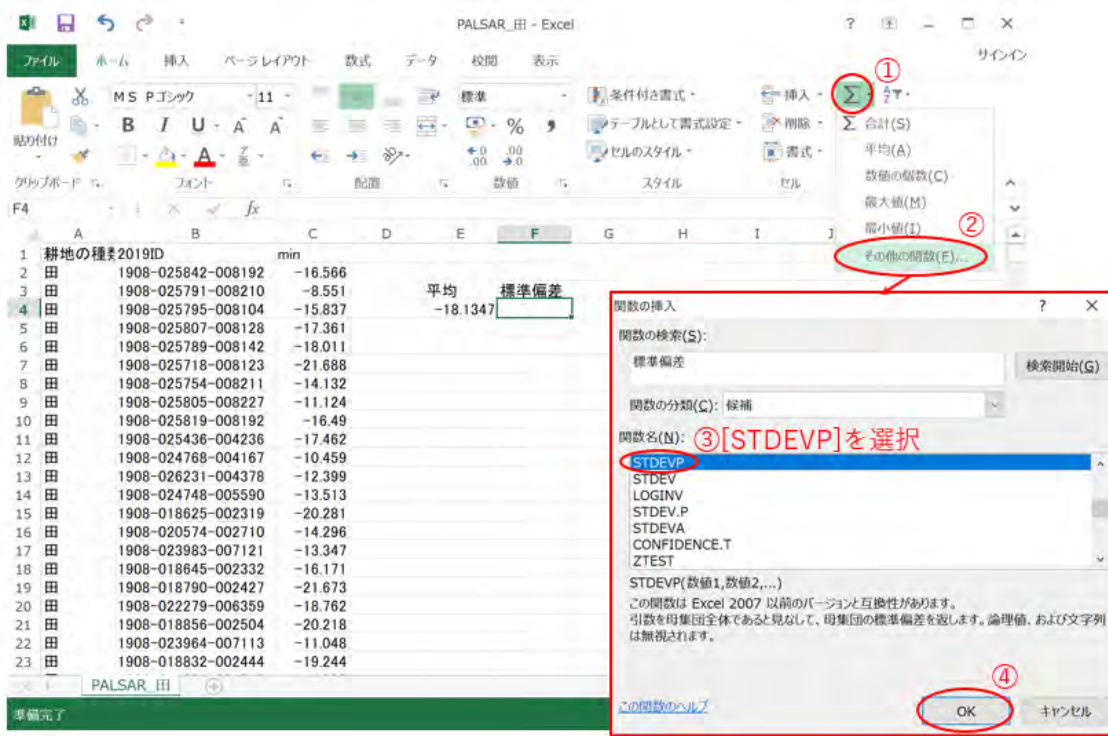 PALSAR_田 - Excel
ファイル ホーム 挿入 ページ レイアウト 数式 データ 校閲 表示 サインイン
①
貼り付け
MS Pゴシック 11
B I U A A
A
標準
% ,
条件付き書式
テーブルとして書式設定
セルのスタイル
挿入
削除
書式
Σ
クリップボード フォント 配置 数値 スタイル セル
Σ 合計(S)
平均(A)
数値の個数(C)
最大値(M)
最小値(I)
②
その他の関数(F)...
F4 fx
A B C D E F G H I J
1 耕地の種類 2019ID min
2 田 1908-025842-008192 -16.566
3 田 1908-025791-008210 -8.551 平均 標準偏差
4 田 1908-025795-008104 -15.837 -18.1347
5 田 1908-025807-008128 -17.361
6 田 1908-025789-008142 -18.011
7 田 1908-025718-008123 -21.688
8 田 1908-025754-008211 -14.132
9 田 1908-025805-008227 -11.124
10 田 1908-025819-008192 -16.49
11 田 1908-025436-004236 -17.462
12 田 1908-024768-004167 -10.459
13 田 1908-026231-004378 -12.399
14 田 1908-024748-005590 -13.513
15 田 1908-018625-002319 -20.281
16 田 1908-020574-002710 -14.296
17 田 1908-023983-007121 -13.347
18 田 1908-018645-002332 -16.171
19 田 1908-018790-002427 -21.673
20 田 1908-022279-006359 -18.762
21 田 1908-018856-002504 -20.218
22 田 1908-023964-007113 -11.048
23 田 1908-018832-002444 -19.244
PALSAR_田
準備完了
関数の挿入 ? ×
関数の検索(S):
標準偏差
検索開始(G)
関数の分類(C): 候補
関数名(N): ③[STDEVP]を選択
STDEVP
STDEV
LOGINV
STDEV.P
STDEVA
CONFIDENCE.T
ZTEST
STDEVP(数値1,数値2,...)
この関数は Excel 2007 以前のバージョンと互換性があります。
引数を母集団全体であると見なして、母集団の標準偏差を返します。論理値、および文字列
は無視されます。
④
この関数のヘルプ
OK
キャンセル